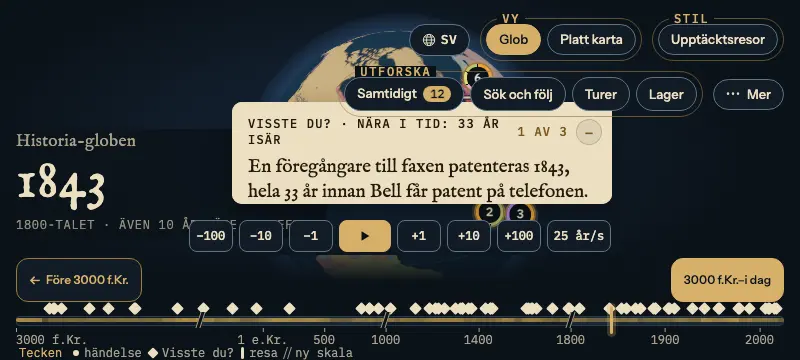 VY
STIL
SV
Glob
Platt karta
Upptäcktsresor
UTFORSKA
6
Samtidigt 12
Sök och följ
Turer
Lager
··· Mer
VISSTE DU? · NÄRA I TID: 33 ÅR ISÄR
1 AV 3
–
En föregångare till faxen patenteras 1843,
hela 33 år innan Bell får patent på telefonen.
Historia-globen
1843
1800-TALET · ÄVEN 10 Å
2
3
−100
−10
−1
+1
+10
+100
25 år/s
← Före 3000 f.Kr.
3000 f.Kr.–i dag
3000 f.Kr.
1 e.Kr.
500
1000
1400
1800
1900
2000
Tecken ● händelse ◆ Visste du? | resa // ny skala